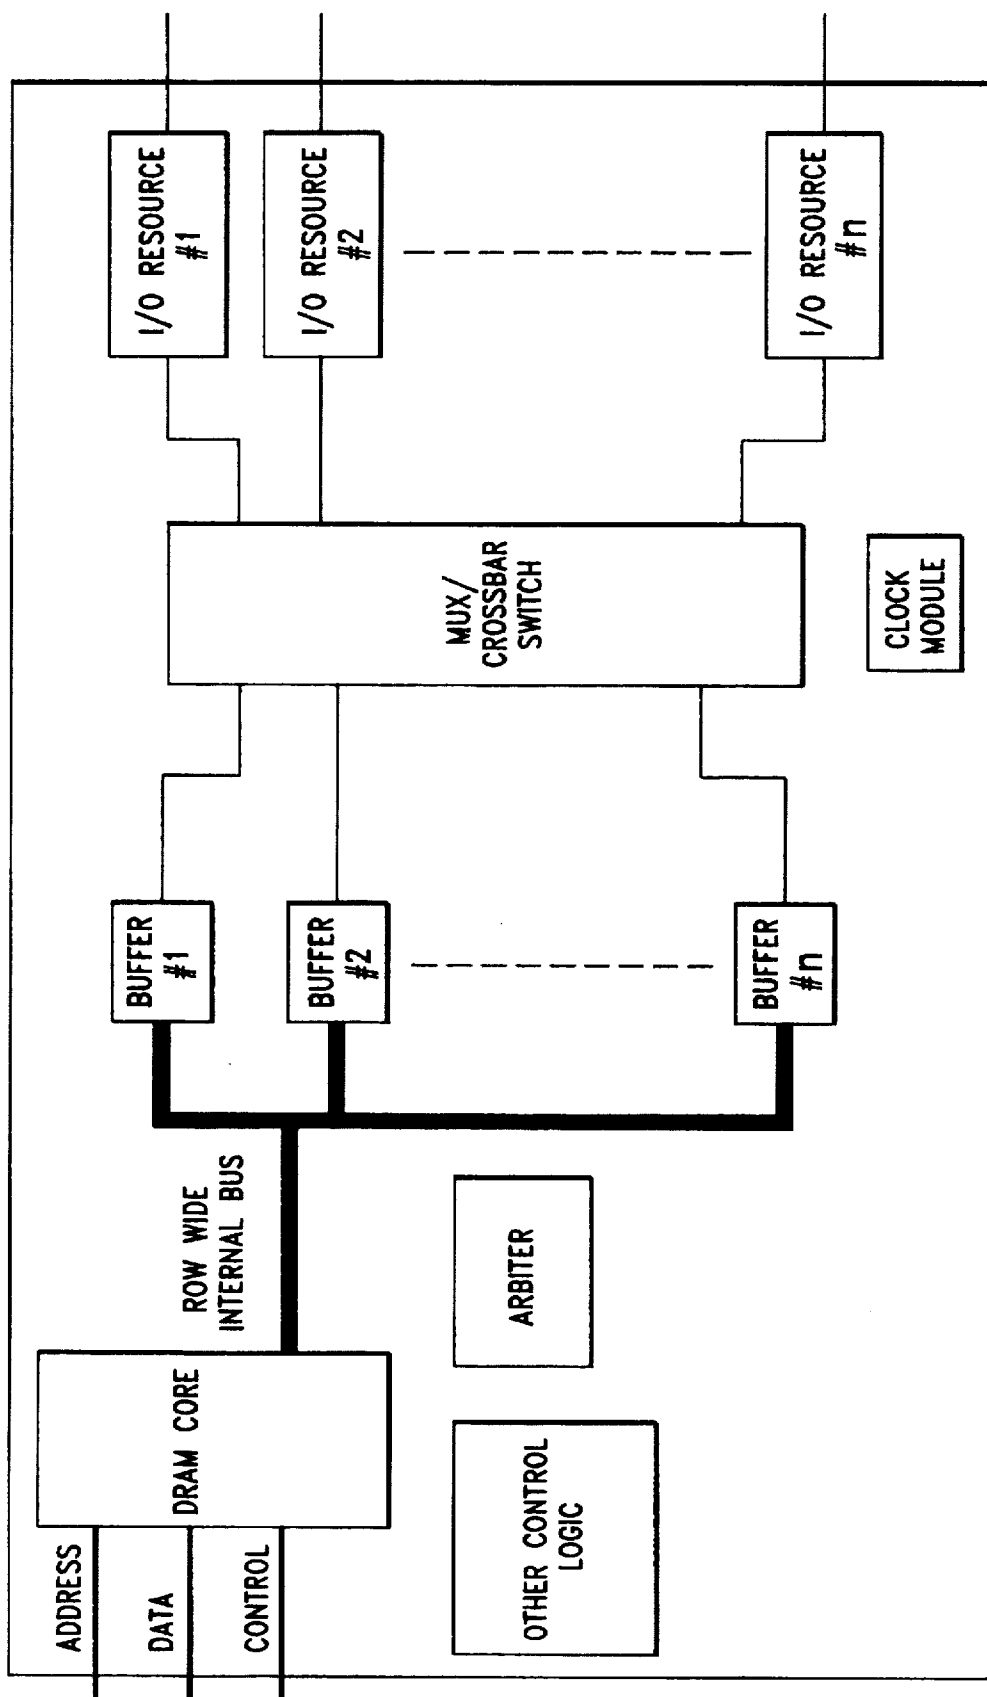 ADDRESS
DATA
CONTROL
DRAM CORE
ROW WIDE
INTERNAL BUS
BUFFER
#1
BUFFER
#2
BUFFER
#n
MUX/
CROSSBAR
SWITCH
I/O RESOURCE
#1
I/O RESOURCE
#2
I/O RESOURCE
#n
OTHER CONTROL
LOGIC
ARBITER
CLOCK
MODULE